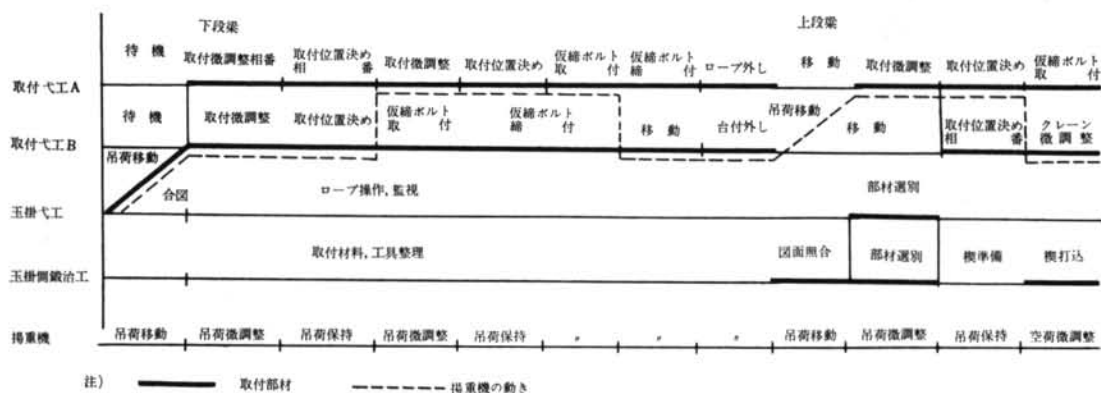 下段梁
上段梁
待 機
取付微調整相番
取付位置決め
相 番
取付微調整
取付位置決め
仮締ボルト
取 付
仮締ボルト
締 付
ロープ外し
移 動
取付微調整
取付位置決め
仮締ボルト
取 付
取付弋工A
待 機
取付微調整
取付位置決め
仮締ボルト
取 付
仮締ボルト
締 付
移 動
台付外し
吊荷移動
移 動
取付位置決め
相 番
クレーン
微調整
取付弋工B
吊荷移動
合図
ロープ操作, 監視
部材選別
玉掛弋工
取付材料, 工具整理
図面照合
部材選別
楔準備
楔打込
玉掛側鍛治工
揚重機
吊荷移動
吊荷微調整
吊荷保持
吊荷微調整
吊荷保持
〃
〃
〃
吊荷移動
吊荷微調整
吊荷保持
空荷微調整
注)
取付部材
揚重機の動き